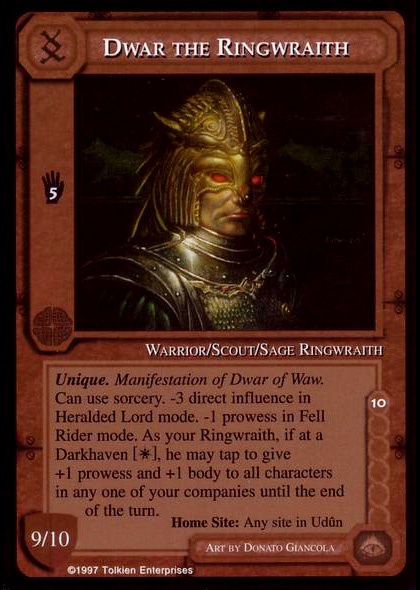 DWAR THE RINGWRAITH
5
WARRIOR/SCOUT/SAGE RINGWRAITH
Unique. Manifestation of Dwar of Waw.
Can use sorcery. -3 direct influence in
Heralded Lord mode. -1 prowess in Fell
Rider mode. As your Ringwraith, if at a
Darkhaven [*], he may tap to give
+1 prowess and +1 body to all characters
in any one of your companies until the end
of the turn.
10
Home Site: Any site in Udûn
9/10
ART BY DONATO GIANCOLA
©1997 Tolkien Enterprises